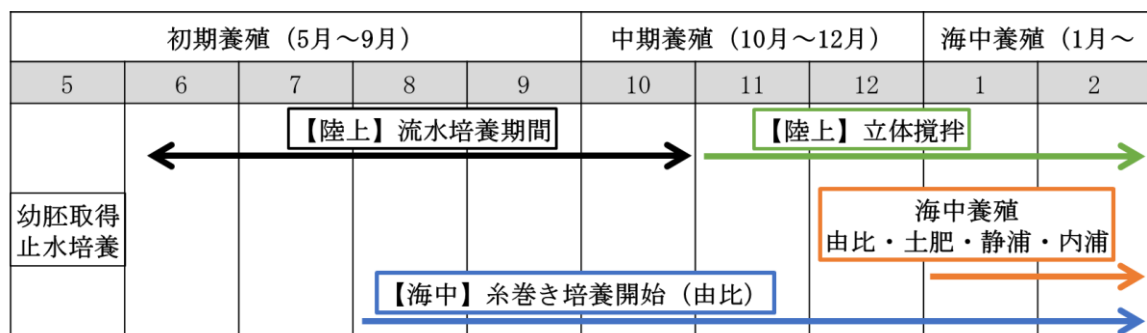 初期養殖（5月～9月） 中期養殖（10月～12月） 海中養殖（1月～
5 6 7 8 9 10 11 12 1 2
【陸上】流水培養期間 【陸上】立体撹拌
幼胚取得
止水培養
海中養殖
由比・土肥・静浦・内浦
【海中】糸巻き培養開始（由比）